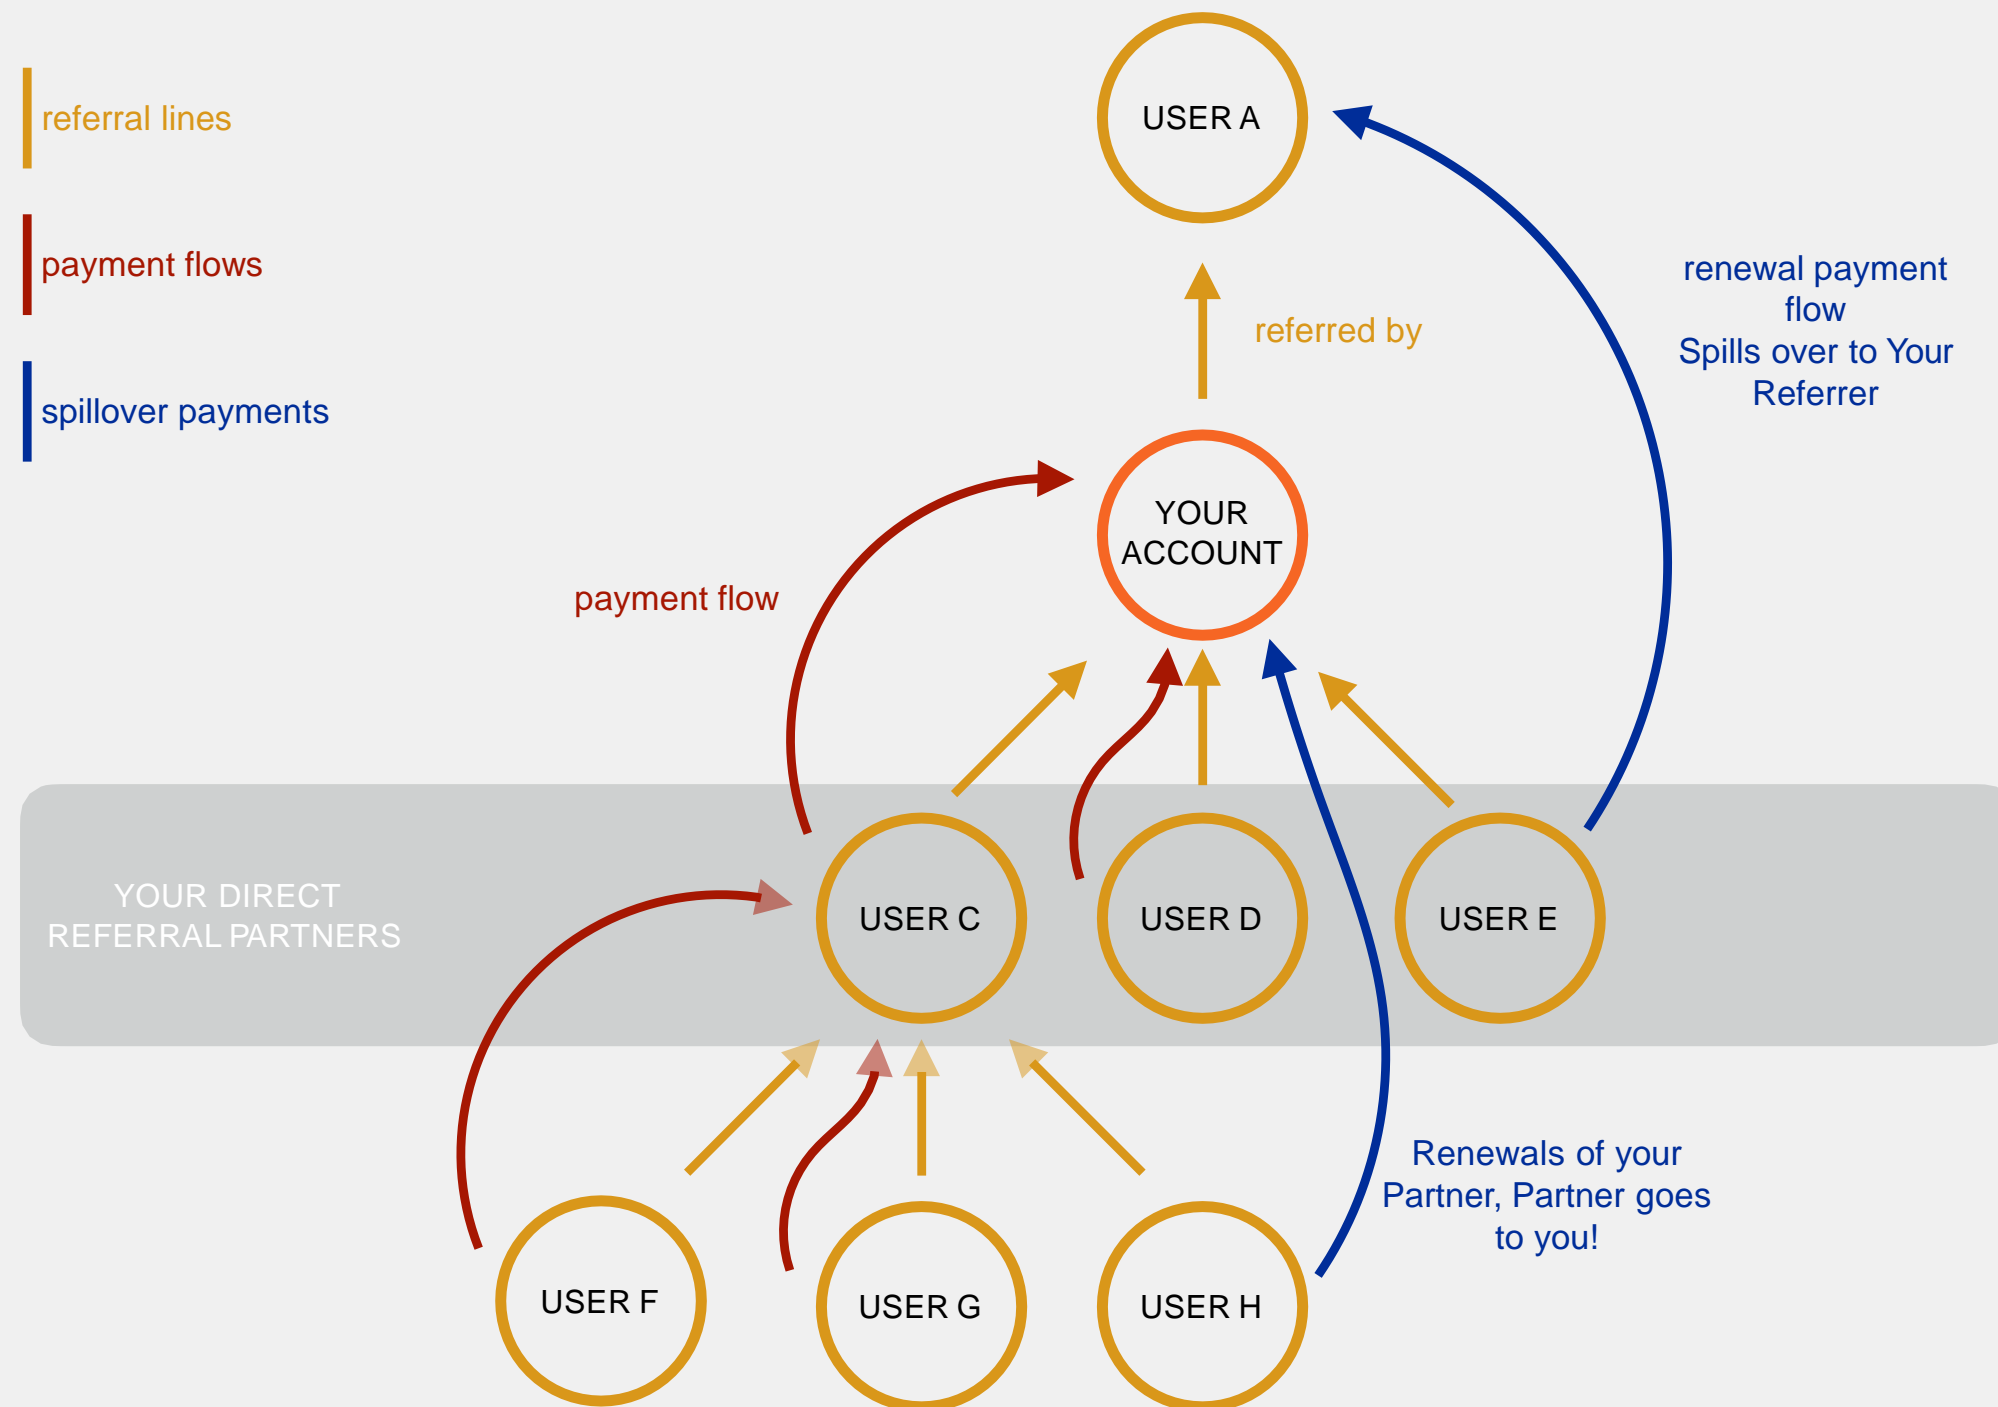 USER A
referral lines
payment flows
spillover payments
referred by
renewal payment
flow
Spills over to Your
Referrer
YOUR
ACCOUNT
payment flow
YOUR DIRECT
REFERRAL PARTNERS
USER C
USER D
USER E
Renewals of your
Partner, Partner goes
to you!
USER F
USER G
USER H